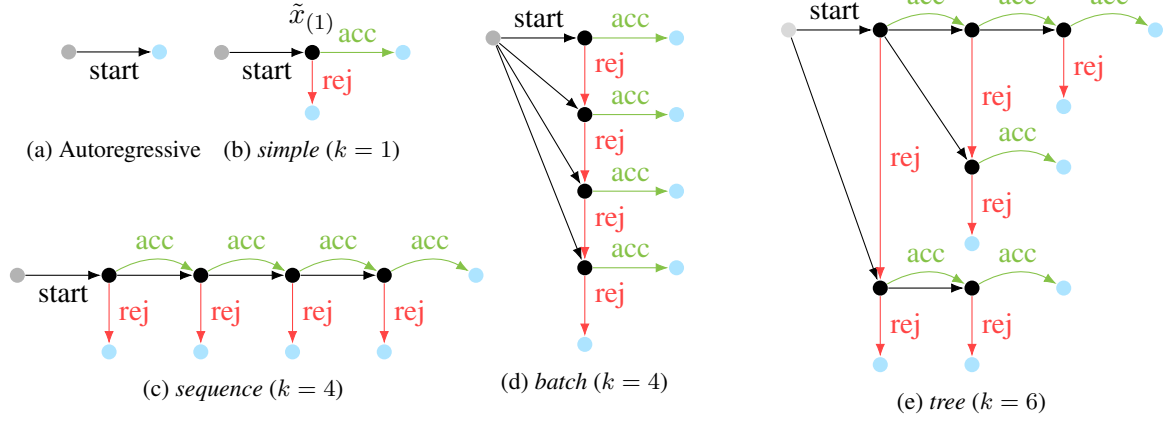 start
(a) Autoregressive
x̃(1)
acc
start
rej
(b) simple (k = 1)
acc
acc
acc
acc
start
rej
rej
rej
rej
(c) sequence (k = 4)
start
acc
rej
acc
rej
acc
rej
acc
rej
(d) batch (k = 4)
start
acc
acc
acc
rej
rej
acc
rej
rej
acc
acc
rej
rej
(e) tree (k = 6)